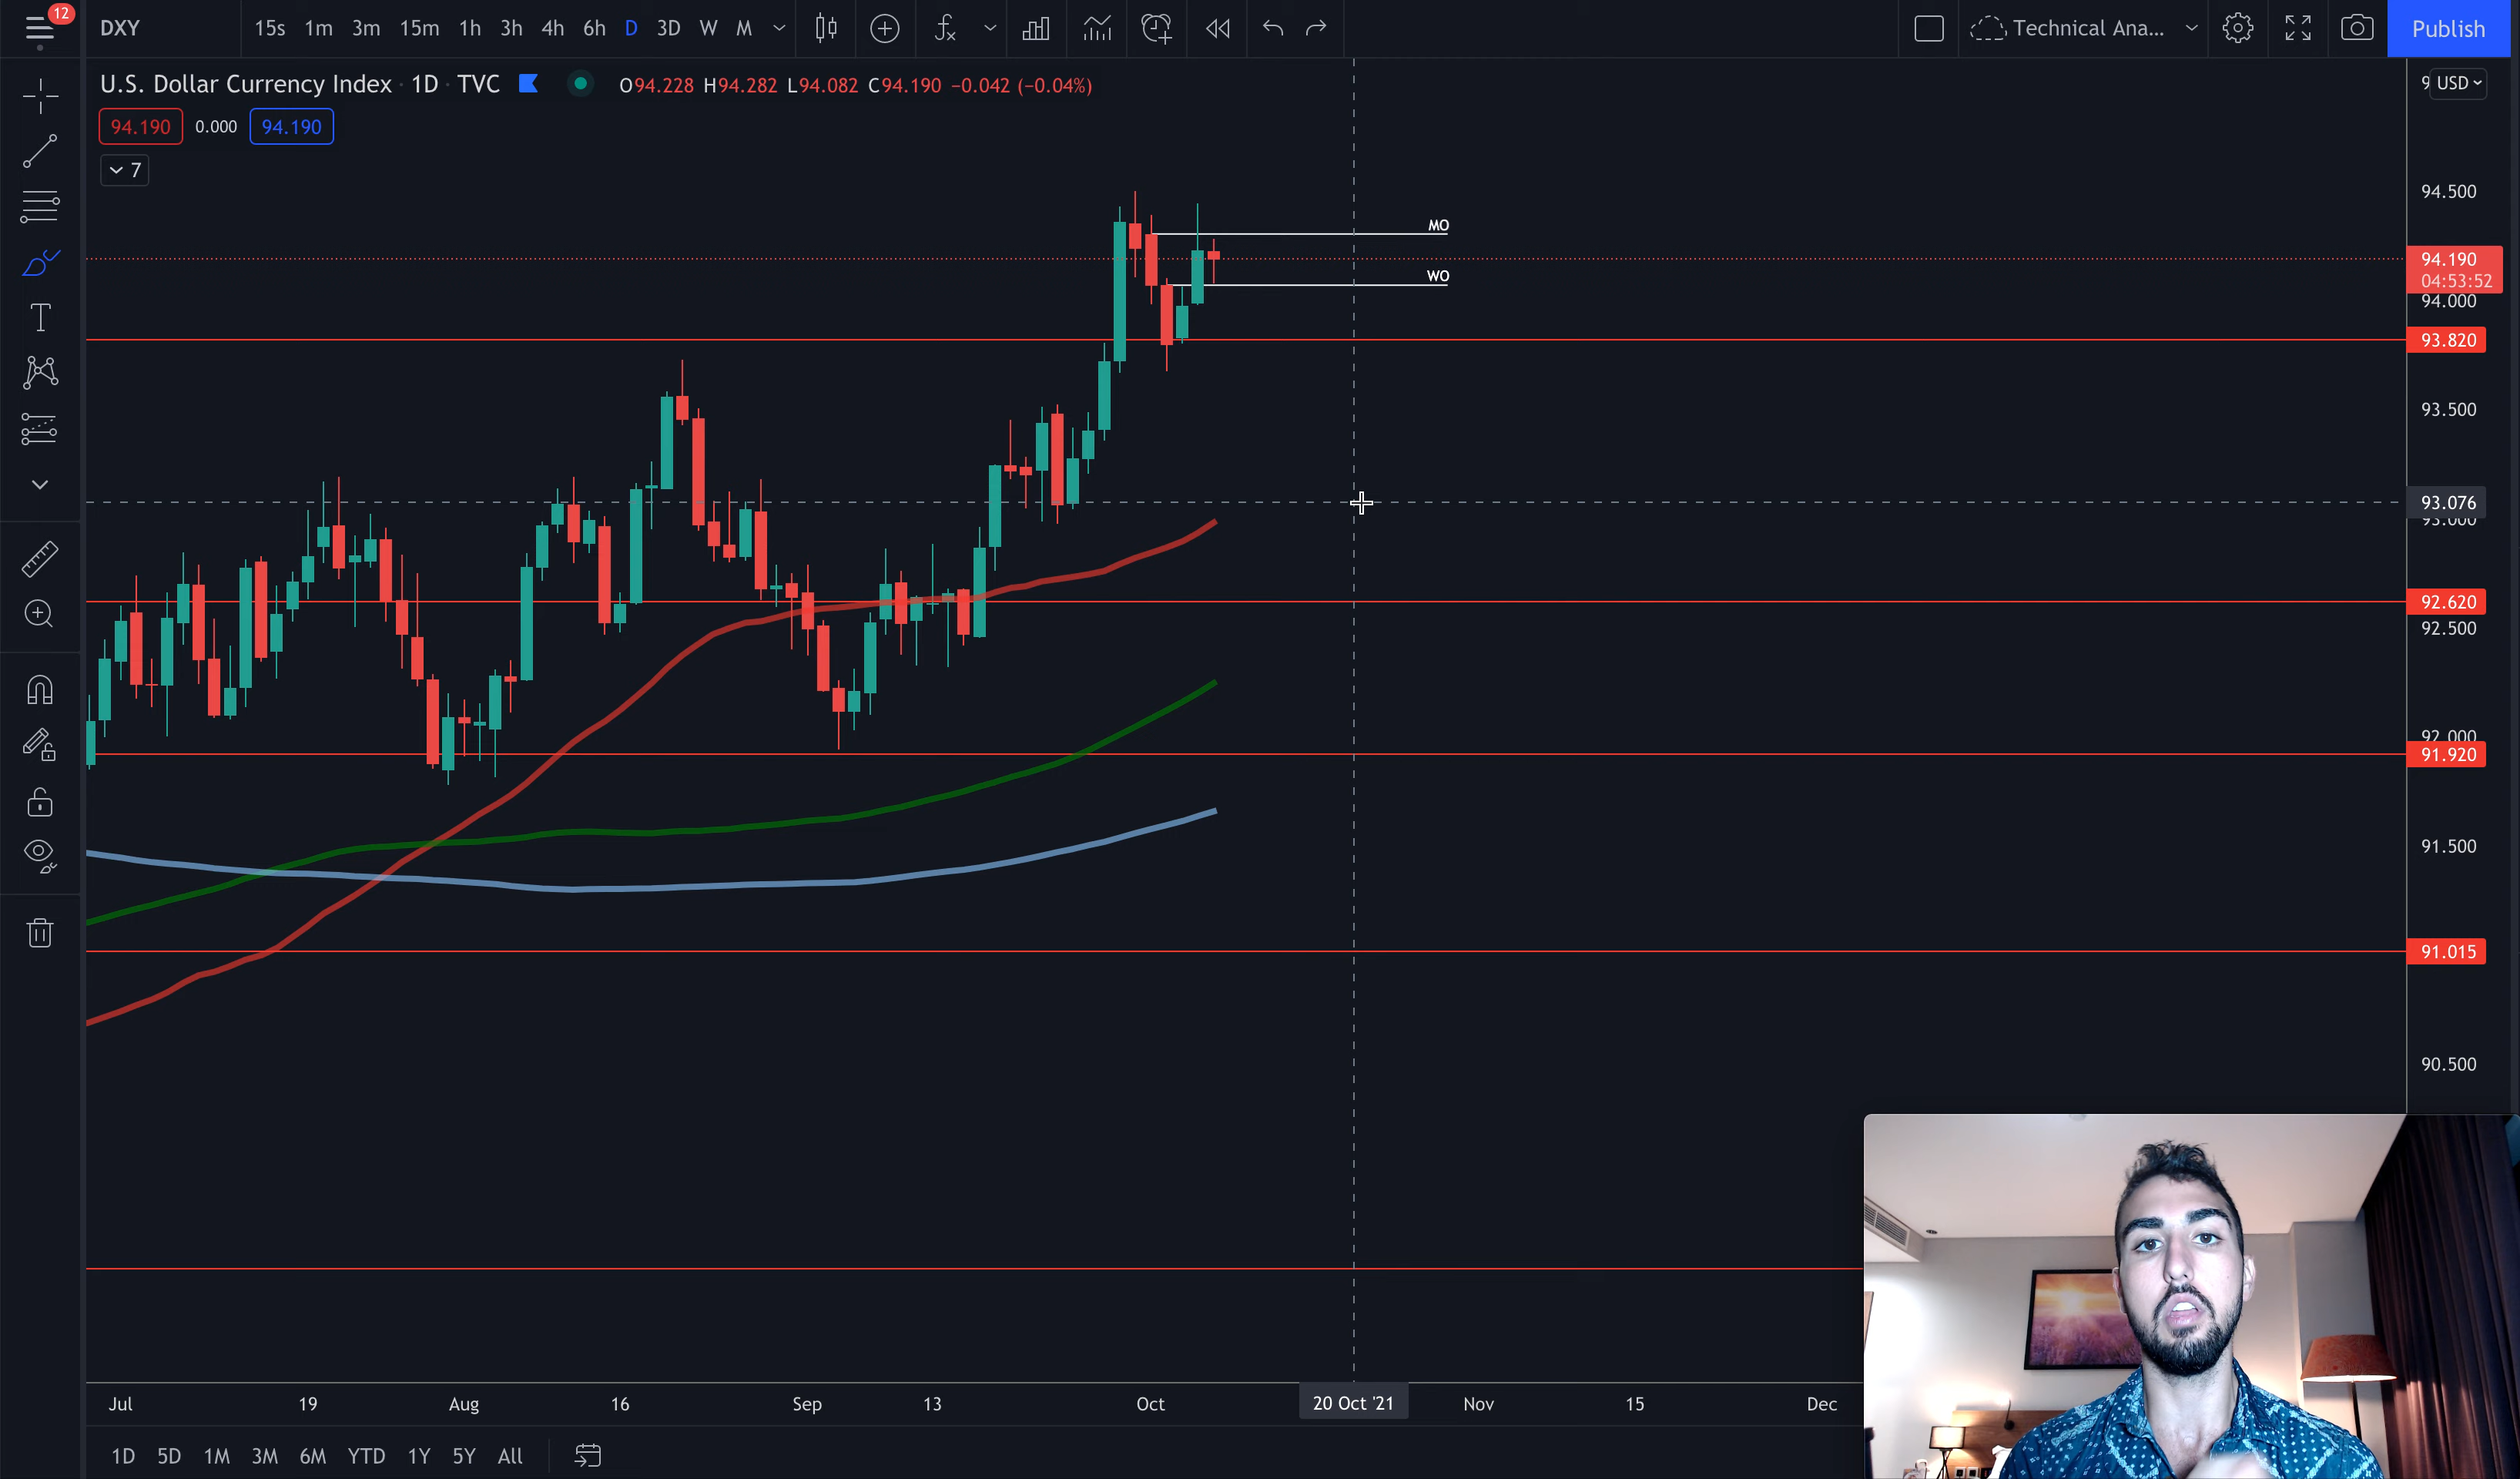 12
DXY
15s 1m 3m 15m 1h 3h 4h 6h D 3D W M
Technical Ana...
Publish
U.S. Dollar Currency Index · 1D · TVC
O94.228 H94.282 L94.082 C94.190 −0.042 (−0.04%)
USD
94.190 0.000 94.190
7
94.500
MO
94.190
WO
04:53:52
94.000
93.820
93.500
93.076
93.000
92.620
92.500
92.000
91.920
91.500
91.015
90.500
Jul 19 Aug 16 Sep 13 Oct 20 Oct '21 Nov 15 Dec
1D 5D 1M 3M 6M YTD 1Y 5Y All